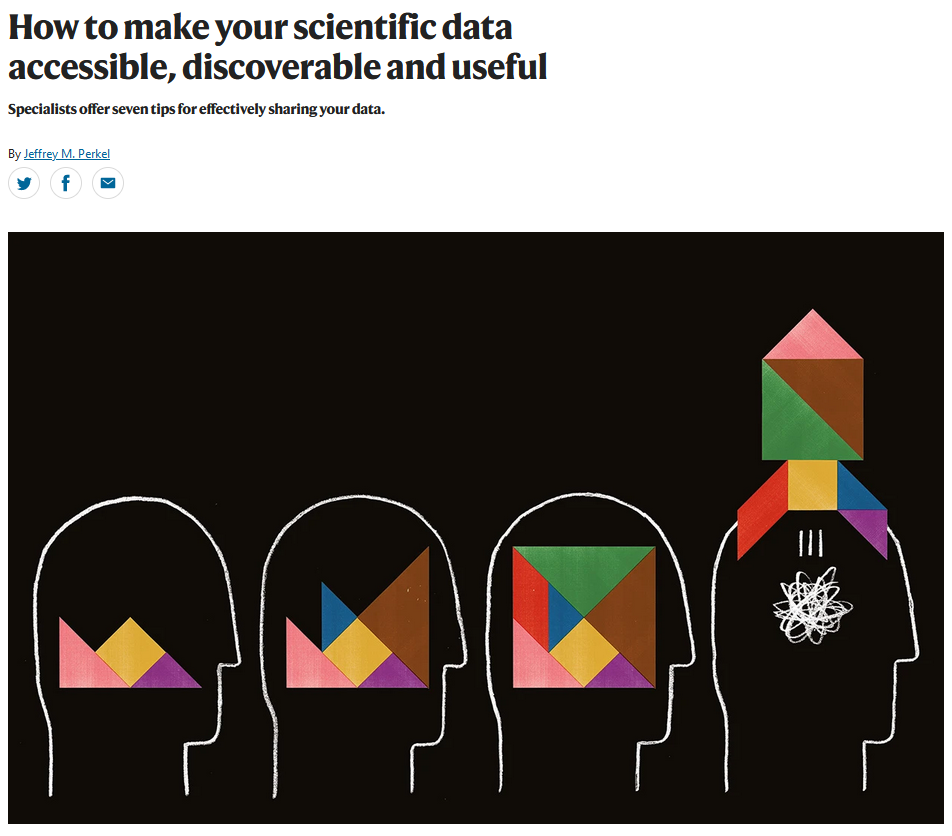 How to make your scientific data
accessible, discoverable and useful
Specialists offer seven tips for effectively sharing your data.
By Jeffrey M. Perkel